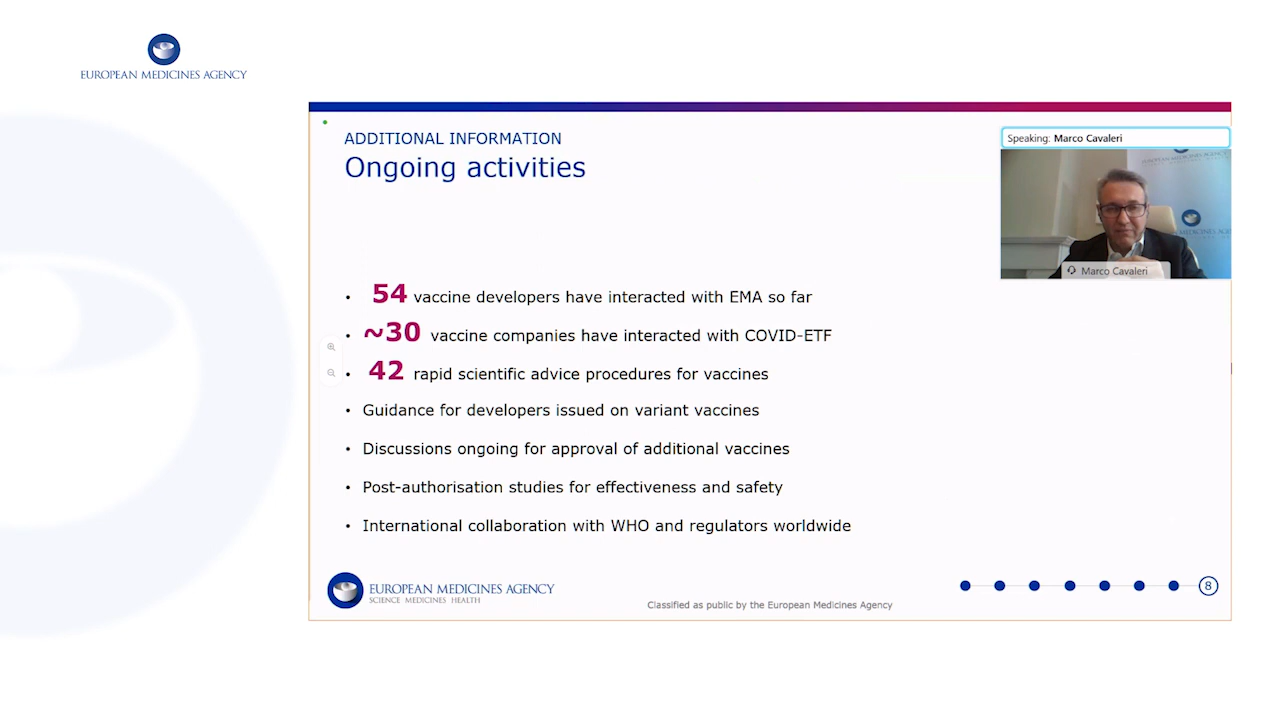 EUROPEAN MEDICINES AGENCY
ADDITIONAL INFORMATION
Ongoing activities
Speaking: Marco Cavaleri
Marco Cavaleri
• 54 vaccine developers have interacted with EMA so far
• ~30 vaccine companies have interacted with COVID-ETF
• 42 rapid scientific advice procedures for vaccines
• Guidance for developers issued on variant vaccines
• Discussions ongoing for approval of additional vaccines
• Post-authorisation studies for effectiveness and safety
• International collaboration with WHO and regulators worldwide
EUROPEAN MEDICINES AGENCY
SCIENCE MEDICINES HEALTH
Classified as public by the European Medicines Agency
8